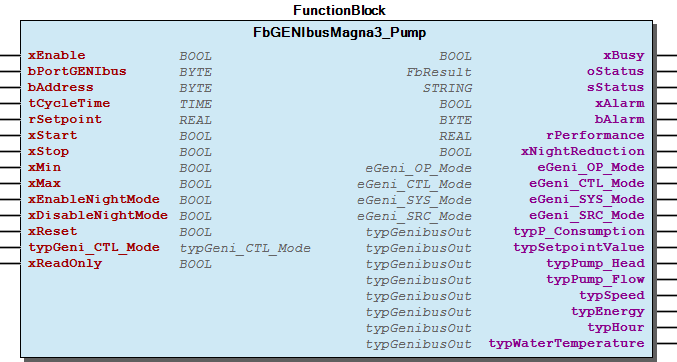 FunctionBlock
FbGENIbusMagna3_Pump
xEnable BOOL BOOL xBusy
bPortGENIbus BYTE FbResult oStatus
bAddress BYTE STRING sStatus
tCycleTime TIME BOOL xAlarm
rSetpoint REAL BYTE bAlarm
xStart BOOL REAL rPerformance
xStop BOOL BOOL xNightReduction
xMin BOOL eGeni_OP_Mode eGeni_OP_Mode
xMax BOOL eGeni_CTL_Mode eGeni_CTL_Mode
xEnableNightMode BOOL eGeni_SYS_Mode eGeni_SYS_Mode
xDisableNightMode BOOL eGeni_SRC_Mode eGeni_SRC_Mode
xReset BOOL typGenibusOut typP_Consumption
typGeni_CTL_Mode typGeni_CTL_Mode typGenibusOut typSetpointValue
xReadOnly BOOL typGenibusOut typPump_Head
typGenibusOut typPump_Flow
typGenibusOut typSpeed
typGenibusOut typEnergy
typGenibusOut typHour
typGenibusOut typWaterTemperature